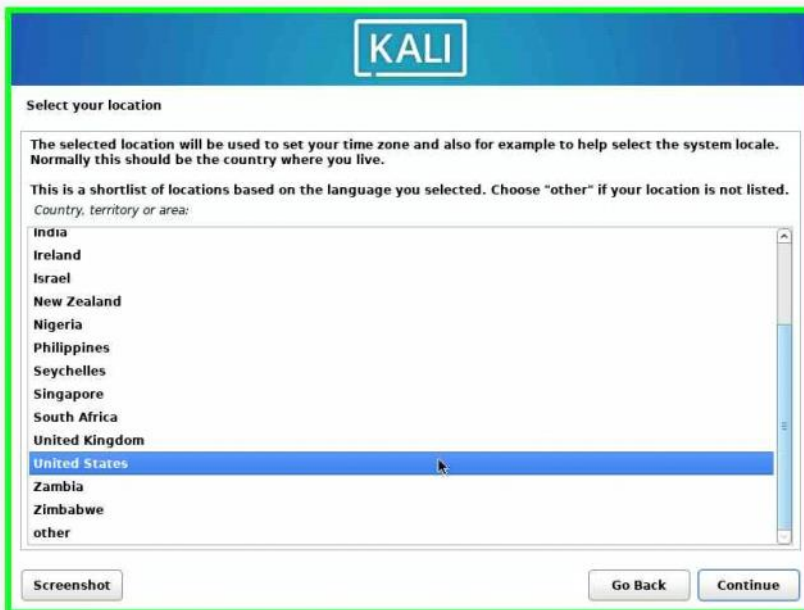 KALI
Select your location
The selected location will be used to set your time zone and also for example to help select the system locale.
Normally this should be the country where you live.
This is a shortlist of locations based on the language you selected. Choose "other" if your location is not listed.
Country, territory or area:
India
Ireland
Israel
New Zealand
Nigeria
Philippines
Seychelles
Singapore
South Africa
United Kingdom
United States
Zambia
Zimbabwe
other
Screenshot
Go Back
Continue